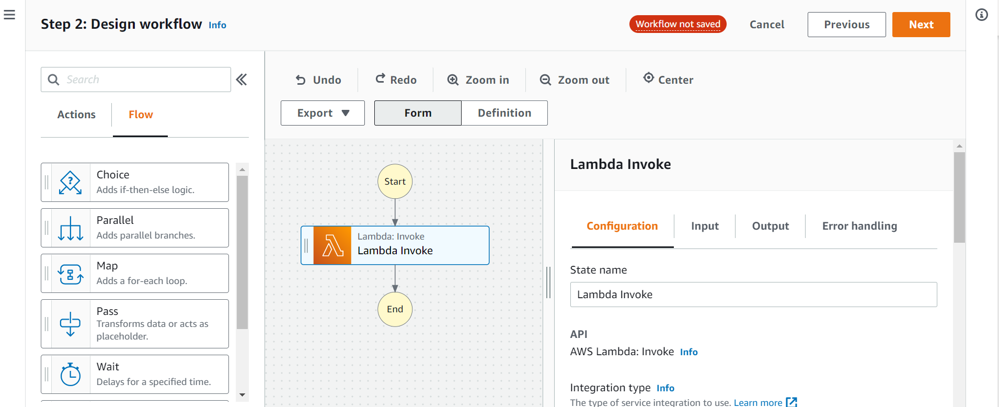 Step 2: Design workflow Info
Workflow not saved
Cancel
Previous
Next
Search
Undo
Redo
Zoom in
Zoom out
Center
Export
Form
Definition
Actions
Flow
Choice
Adds if-then-else logic.
Parallel
Adds parallel branches.
Map
Adds a for-each loop.
Pass
Transforms data or acts as
placeholder.
Wait
Delays for a specified time.
Start
Lambda: Invoke
Lambda Invoke
End
Lambda Invoke
Configuration
Input
Output
Error handling
State name
Lambda Invoke
API
AWS Lambda: Invoke Info
Integration type Info
The type of service integration to use. Learn more